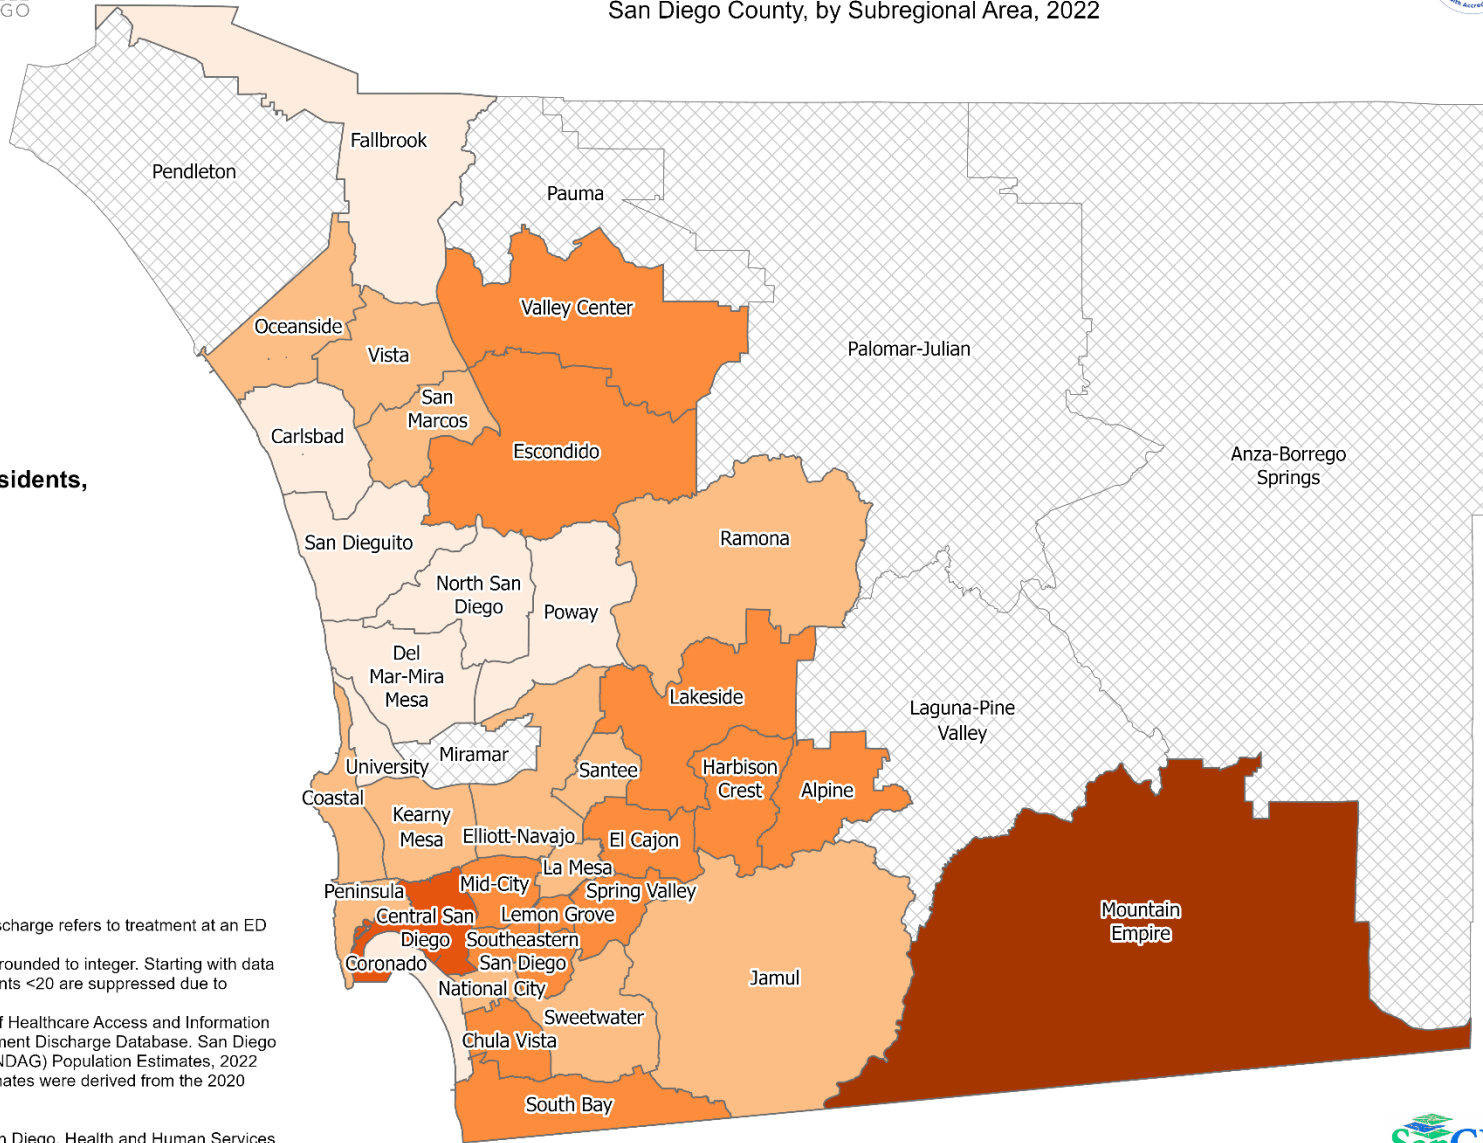 GO
San Diego County, by Subregional Area, 2022
Fallbrook
Pendleton
Pauma
Valley Center
Oceanside
Vista
Palomar-Julian
San
Marcos
Carlsbad
Escondido
Anza-Borrego
Springs
sidents,
San Dieguito
Ramona
North San
Diego
Poway
Del
Mar-Mira
Mesa
Lakeside
Laguna-Pine
Valley
Miramar
University
Santee
Harbison
Crest
Alpine
Coastal
Kearny
Mesa
Elliott-Navajo
El Cajon
La Mesa
Peninsula
Mid-City
Spring Valley
Central San
Diego
Lemon Grove
Mountain
Empire
Southeastern
San Diego
Coronado
National City
Jamul
Sweetwater
Chula Vista
South Bay
scharge refers to treatment at an ED
rounded to integer. Starting with data
nts <20 are suppressed due to
f Healthcare Access and Information
ment Discharge Database. San Diego
NDAG) Population Estimates, 2022
nates were derived from the 2020
n Diego, Health and Human Services